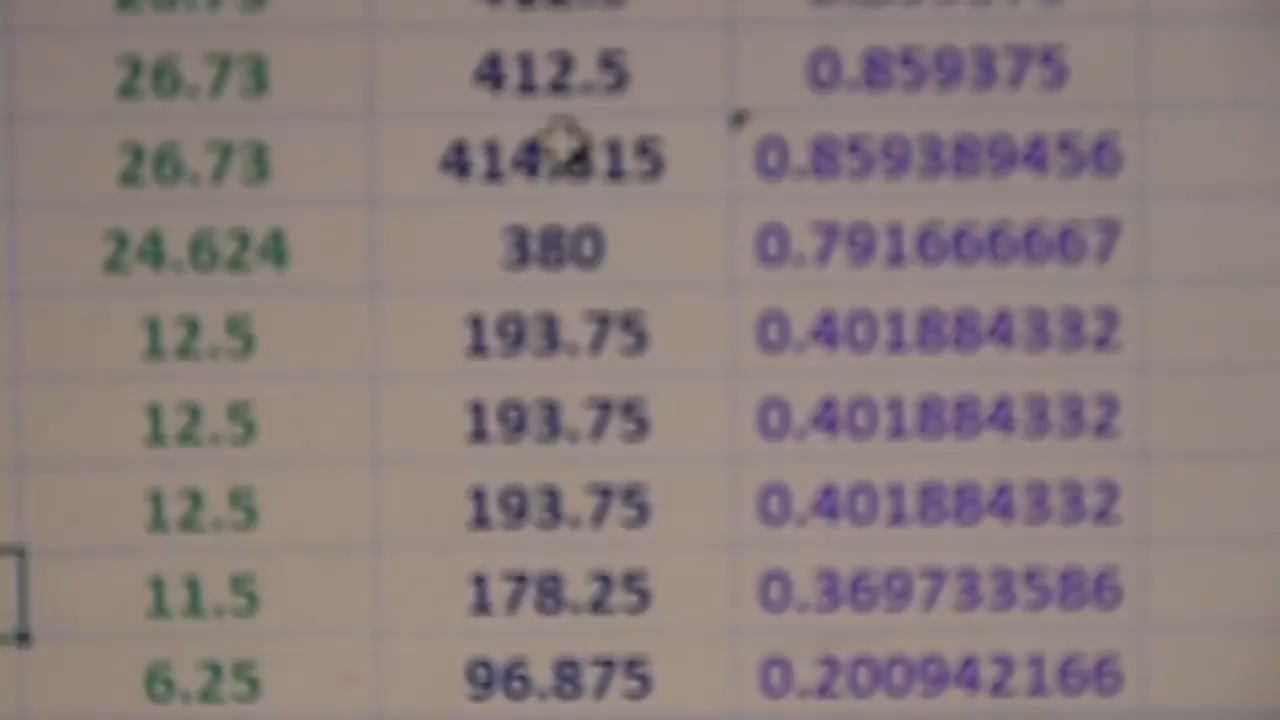 26.73 412.5 0.859375
26.73 414.315 0.859389456
24.624 380 0.791666667
12.5 193.75 0.401884332
12.5 193.75 0.401884332
12.5 193.75 0.401884332
11.5 178.25 0.369733586
6.25 96.875 0.200942166